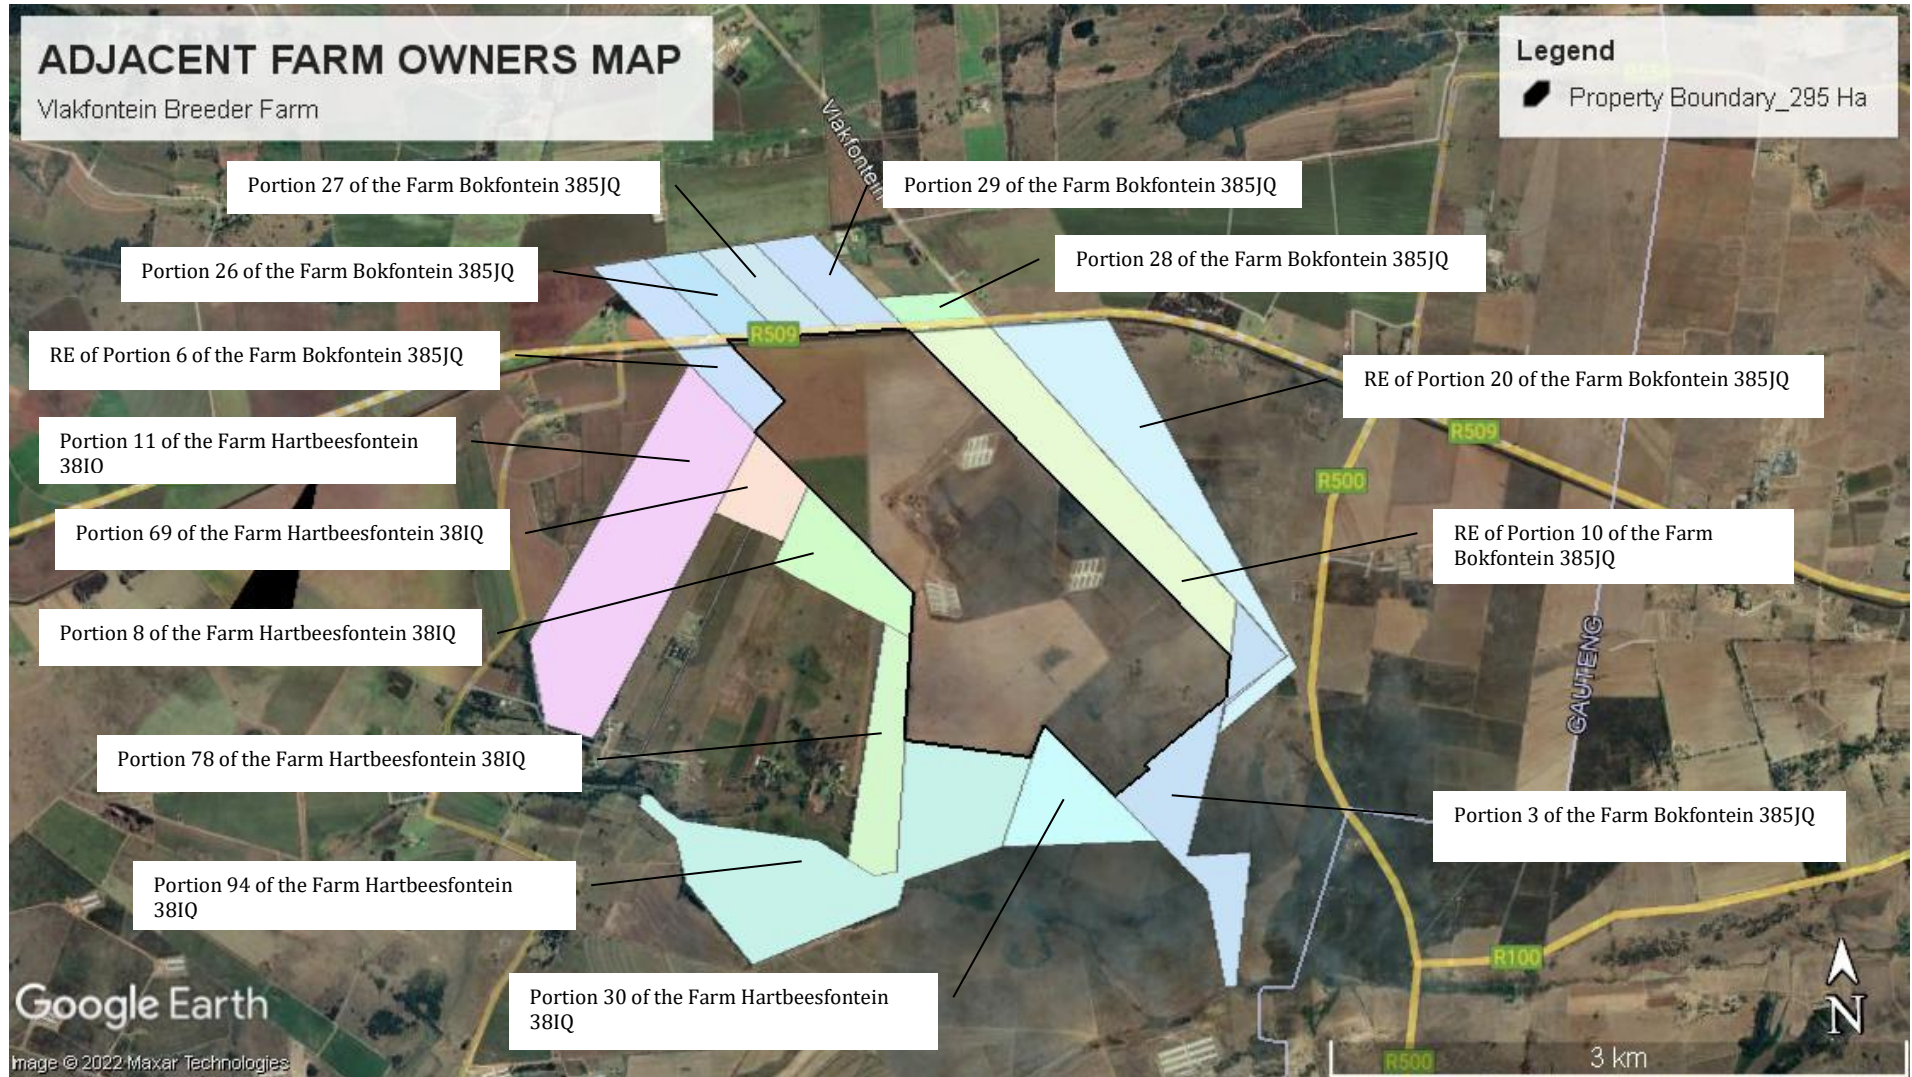 ADJACENT FARM OWNERS MAP
Vlakfontein Breeder Farm
Legend
Property Boundary_295 Ha
Vlakfontein
Portion 27 of the Farm Bokfontein 385JQ
Portion 29 of the Farm Bokfontein 385JQ
Portion 26 of the Farm Bokfontein 385JQ
Portion 28 of the Farm Bokfontein 385JQ
R509
RE of Portion 6 of the Farm Bokfontein 385JQ
RE of Portion 20 of the Farm Bokfontein 385JQ
R509
Portion 11 of the Farm Hartbeesfontein
38IQ
R500
Portion 69 of the Farm Hartbeesfontein 38IQ
RE of Portion 10 of the Farm
Bokfontein 385JQ
Portion 8 of the Farm Hartbeesfontein 38IQ
GAUTENG
Portion 78 of the Farm Hartbeesfontein 38IQ
Portion 3 of the Farm Bokfontein 385JQ
Portion 94 of the Farm Hartbeesfontein
38IQ
R100
Portion 30 of the Farm Hartbeesfontein
38IQ
Google Earth
Image © 2022 Maxar Technologies
N
3 km
R500